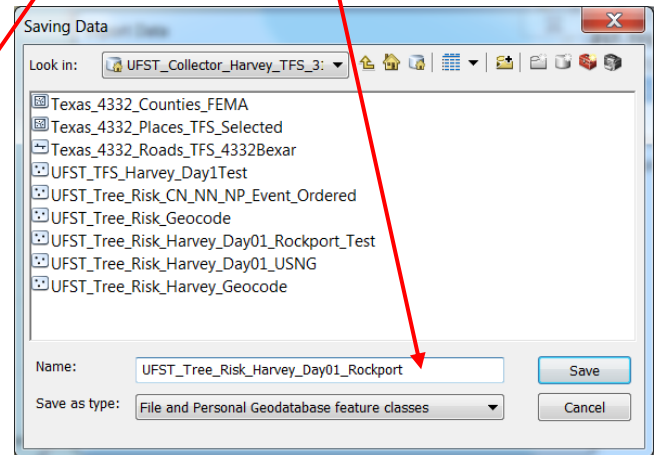 Saving Data
Look in: UFST_Collector_Harvey_TFS_3:
Texas_4332_Counties_FEMA
Texas_4332_Places_TFS_Selected
Texas_4332_Roads_TFS_4332Bexar
UFST_TFS_Harvey_Day1Test
UFST_Tree_Risk_CN_NN_NP_Event_Ordered
UFST_Tree_Risk_Geocode
UFST_Tree_Risk_Harvey_Day01_Rockport_Test
UFST_Tree_Risk_Harvey_Day01_USNG
UFST_Tree_Risk_Harvey_Geocode
Name: UFST_Tree_Risk_Harvey_Day01_Rockport Save
Save as type: File and Personal Geodatabase feature classes Cancel